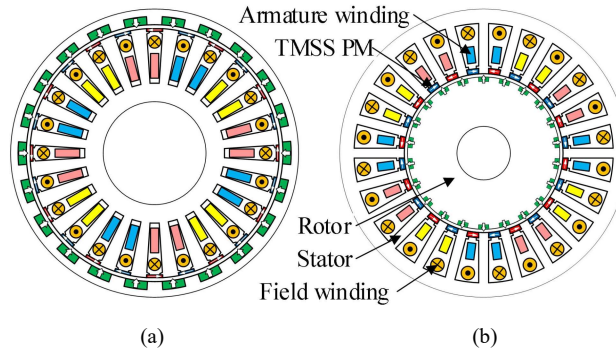 Armature winding
TMSS PM
Rotor
Stator
Field winding
(a)
(b)